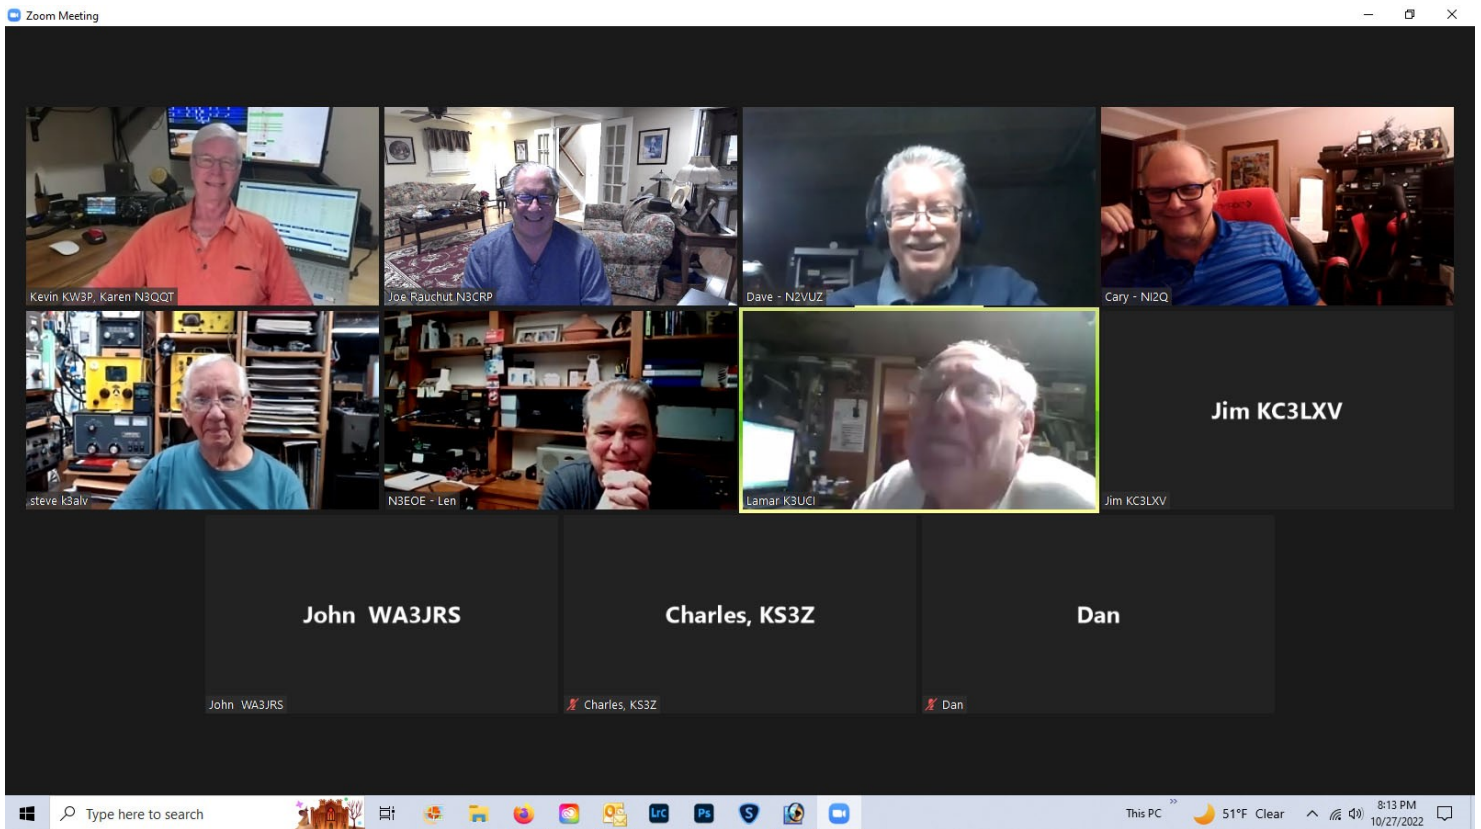 Zoom Meeting
Kevin KW3P, Karen N3QQT
Joe Rauchut N3CRP
Dave - N2VUZ
Cary - NI2Q
steve k3alv
N3EOE - Len
Lamar K3UCI
Jim KC3LXV
Jim KC3LXV
John WA3JRS
Charles, KS3Z
Dan
John WA3JRS
Charles, KS3Z
Dan
Type here to search
LrC
Ps
S
This PC
51°F Clear
8:13 PM
10/27/2022